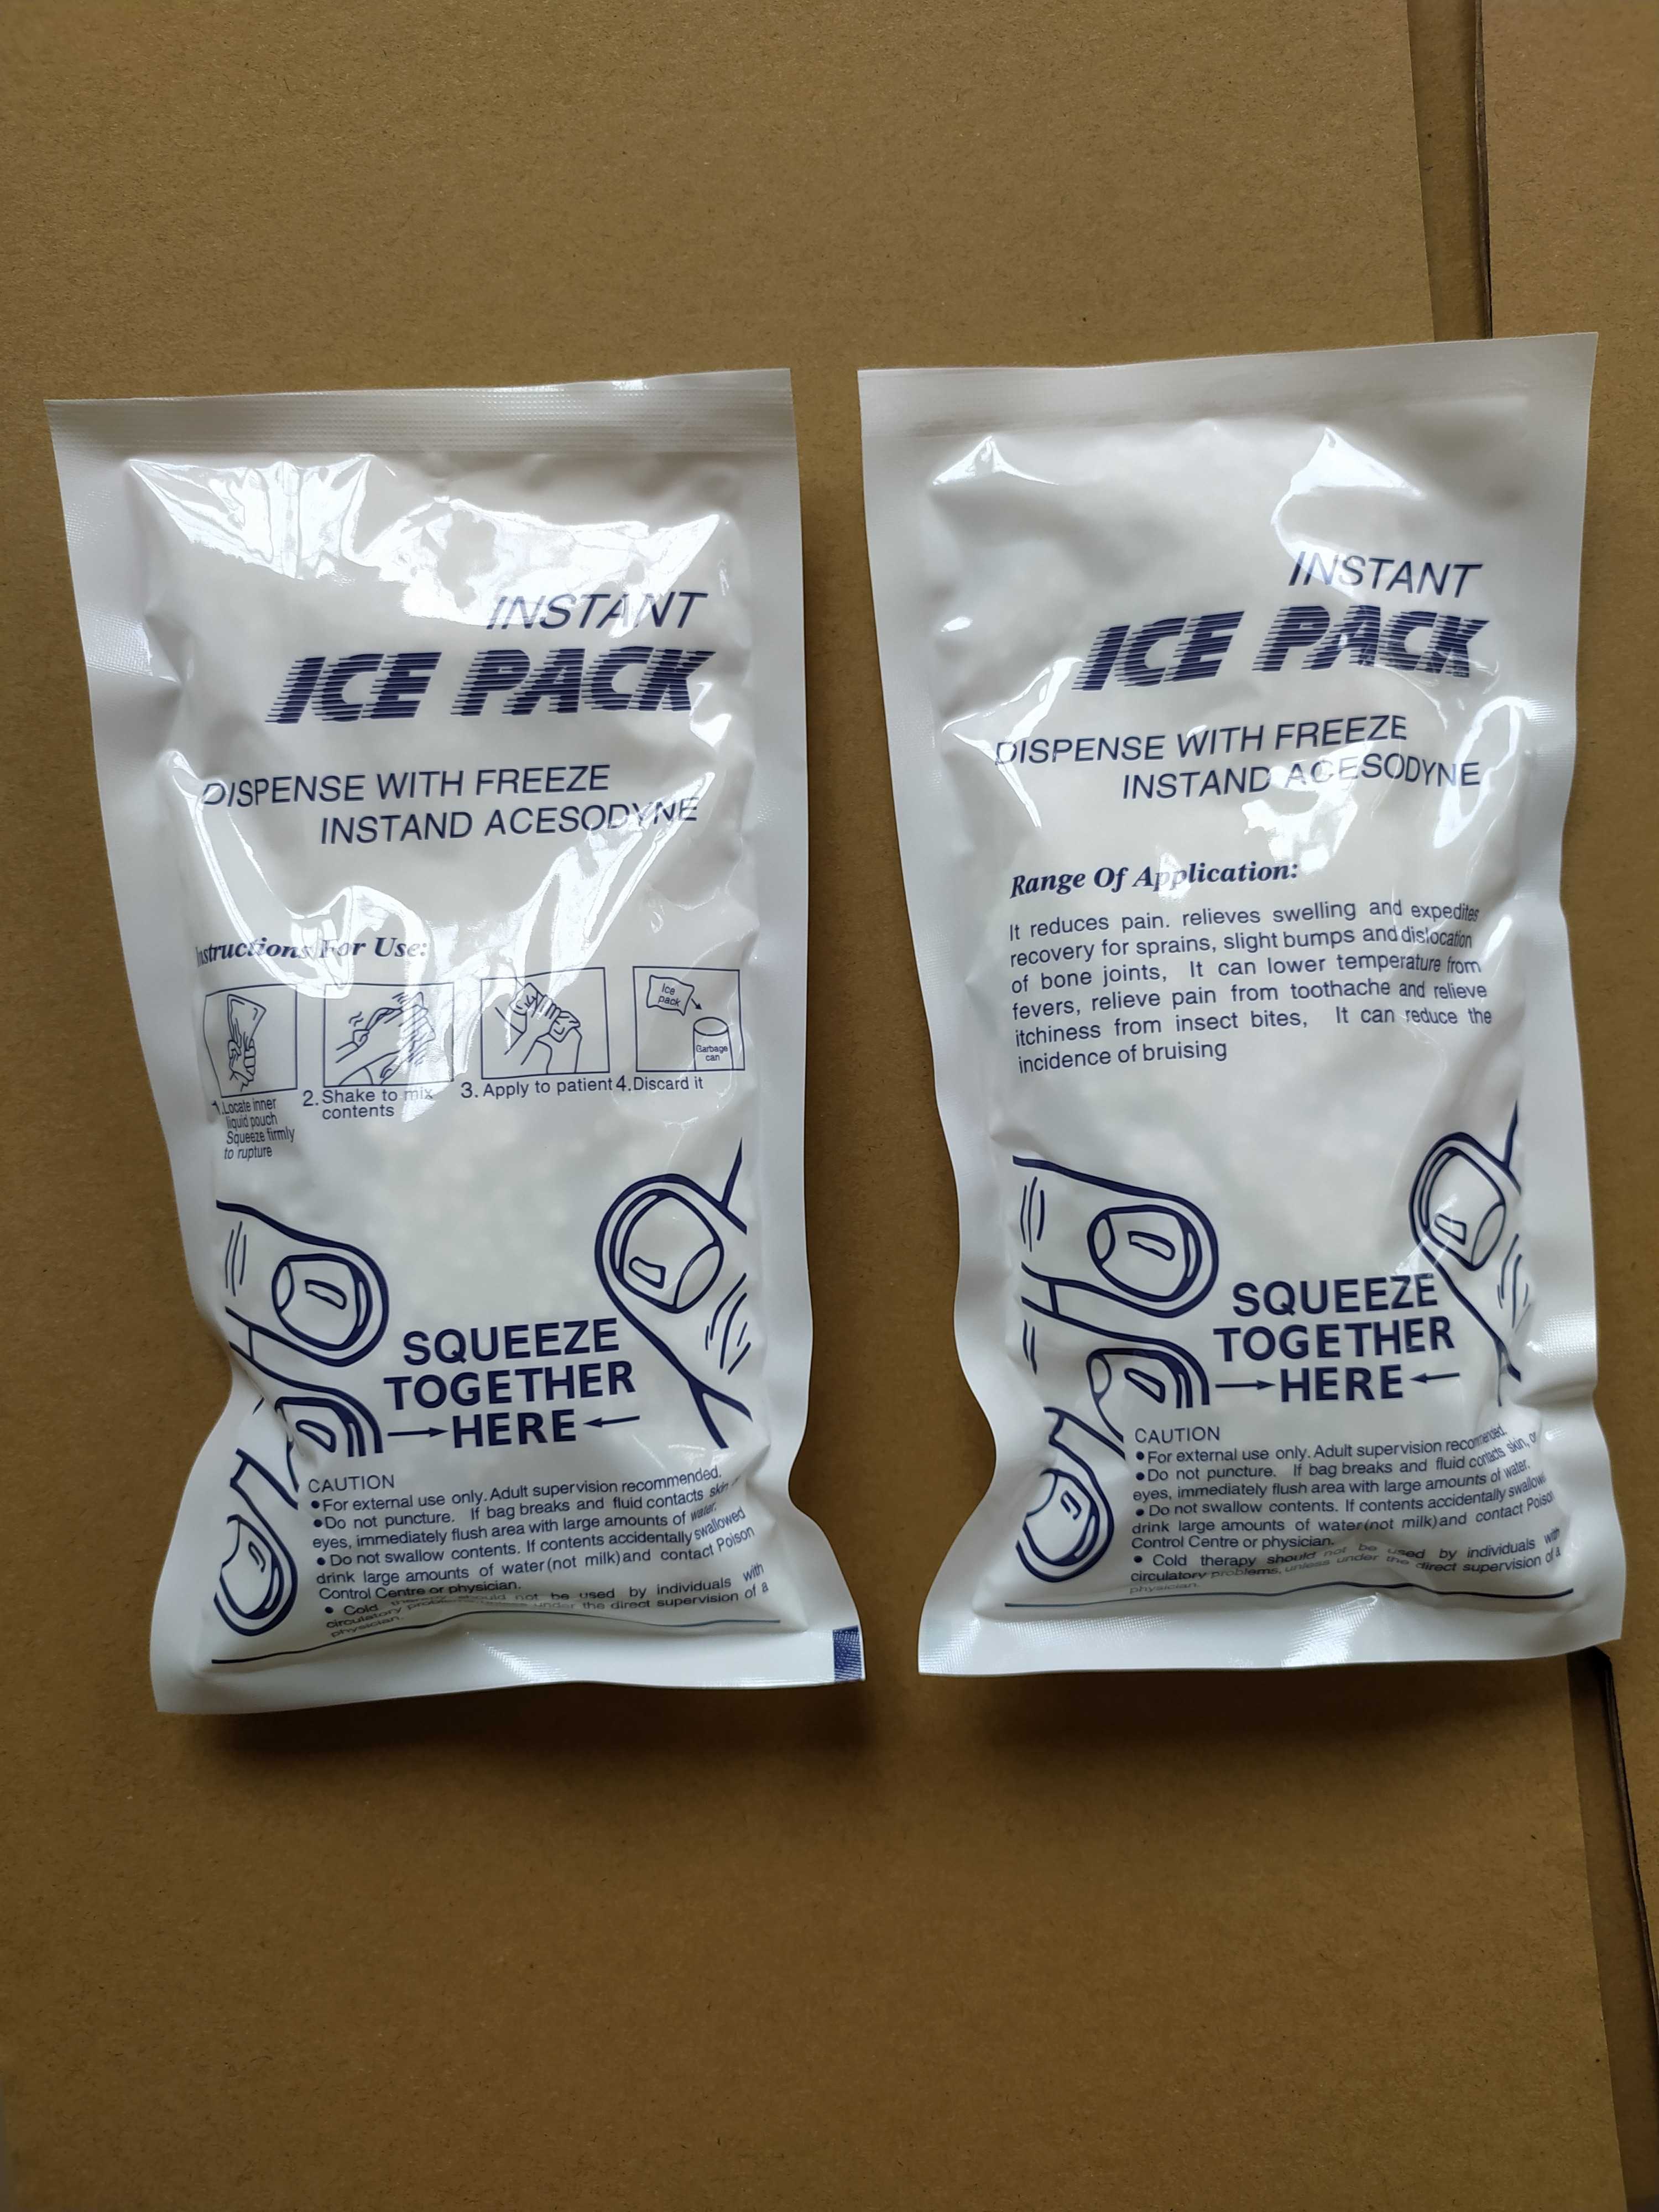 INSTANT
ICE PACK
DISPENSE WITH FREEZE
INSTAND ACESODYNE
Instructions For Use:
Ice
pack
Garbage
can
1.Locate inner
liquid pouch
Squeeze firmly
to rupture
2.Shake to mix
contents
3. Apply to patient
4.Discard it
SQUEEZE
TOGETHER
HERE
CAUTION
●For external use only. Adult supervision recommended.
●Do not puncture. If bag breaks and fluid contacts skin
eyes, immediately flush area with large amounts of water.
● Do not swallow contents. If contents accidentally swallowed
drink large amounts of water(not milk)and contact Poison
Control Centre or physician.
● Cold therapy should not be used by individuals with
circulatory problems, unless under the direct supervision of a
physician.
INSTANT
ICE PACK
DISPENSE WITH FREEZE
INSTAND ACESODYNE
Range Of Application:
It reduces pain. relieves swelling and expedites
recovery for sprains, slight bumps and dislocation
of bone joints, It can lower temperature from
fevers, relieve pain from toothache and relieve
itchiness from insect bites, It can reduce the
incidence of bruising
SQUEEZE
TOGETHER
HERE
CAUTION
●For external use only. Adult supervision recommended.
●Do not puncture. If bag breaks and fluid contacts skin, or
eyes, immediately flush area with large amounts of water.
● Do not swallow contents. If contents accidentally swallowed
drink large amounts of water(not milk)and contact Poison
Control Centre or physician.
● Cold therapy should not be used by individuals with
circulatory problems, unless under the direct supervision of a
physician.